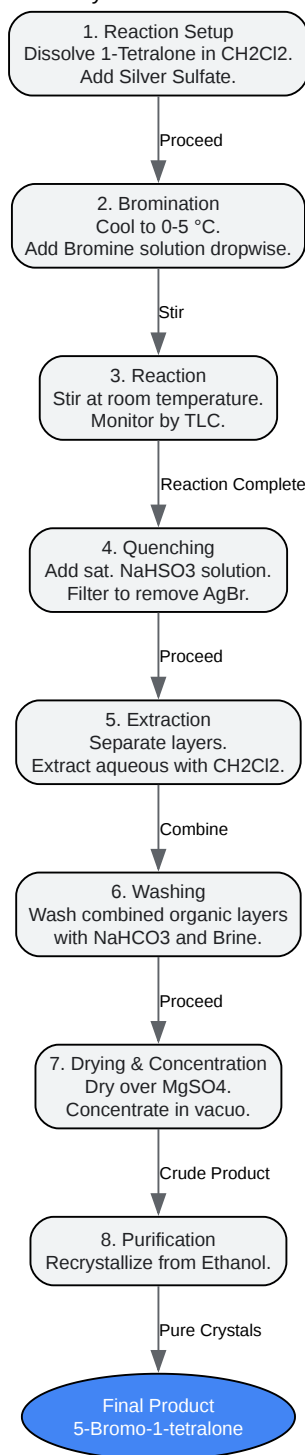 1. Reaction Setup
Dissolve 1-Tetralone in CH2Cl2.
Add Silver Sulfate.
Proceed
2. Bromination
Cool to 0-5 °C.
Add Bromine solution dropwise.
Stir
3. Reaction
Stir at room temperature.
Monitor by TLC.
Reaction Complete
4. Quenching
Add sat. NaHSO3 solution.
Filter to remove AgBr.
Proceed
5. Extraction
Separate layers.
Extract aqueous with CH2Cl2.
Combine
6. Washing
Wash combined organic layers
with NaHCO3 and Brine.
Proceed
7. Drying & Concentration
Dry over MgSO4.
Concentrate in vacuo.
Crude Product
8. Purification
Recrystallize from Ethanol.
Pure Crystals
Final Product
5-Bromo-1-tetralone